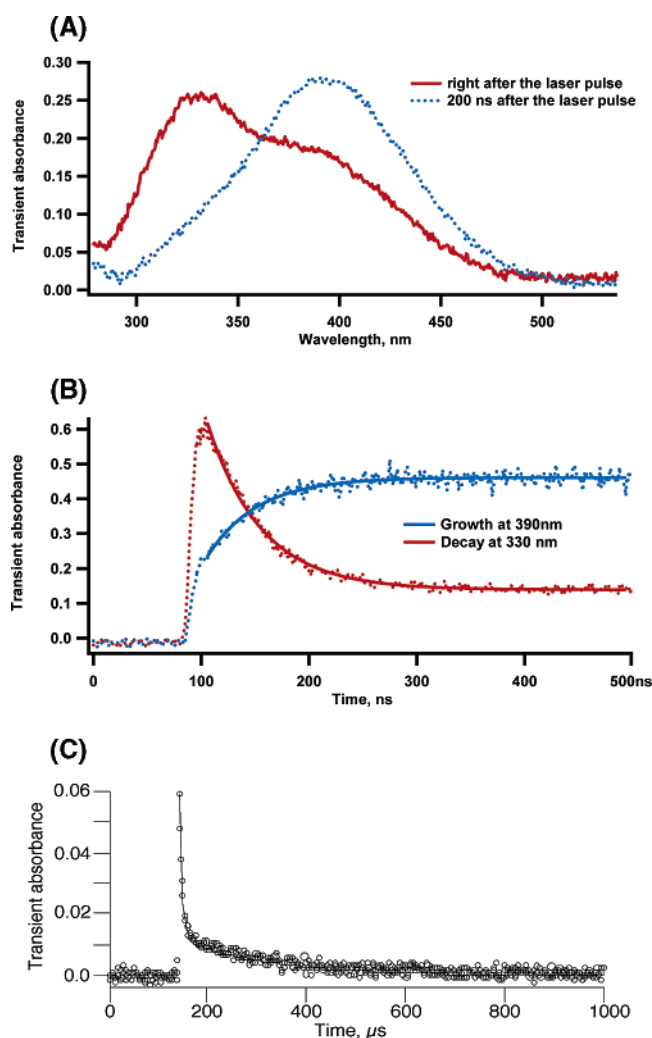 (A)
0.30
0.25
0.20
0.15
0.10
0.05
0.00
Transient absorbance
right after the laser pulse
200 ns after the laser pulse
300
350
400
450
500
Wavelength, nm
(B)
0.6
0.5
0.4
0.3
0.2
0.1
0.0
Transient absorbance
Growth at 390nm
Decay at 330 nm
0
100
200
300
400
500ns
Time, ns
(C)
0.06
0.04
0.02
0.0
Transient absorbance
0
200
400
600
800
1000
Time, μs